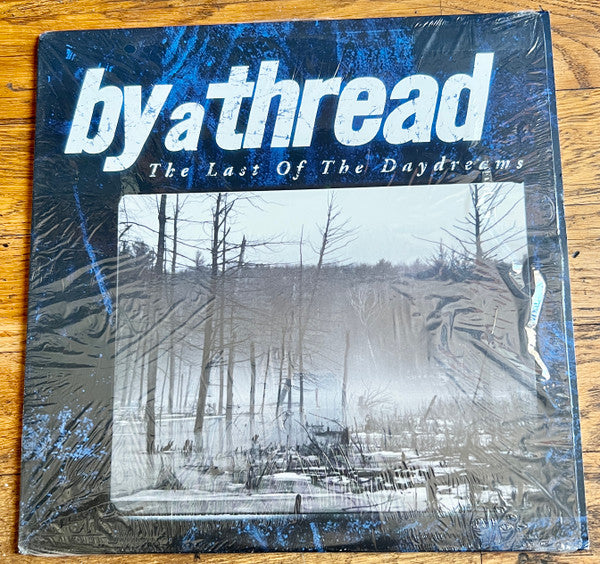 by a thread
The Last Of The Daydreams